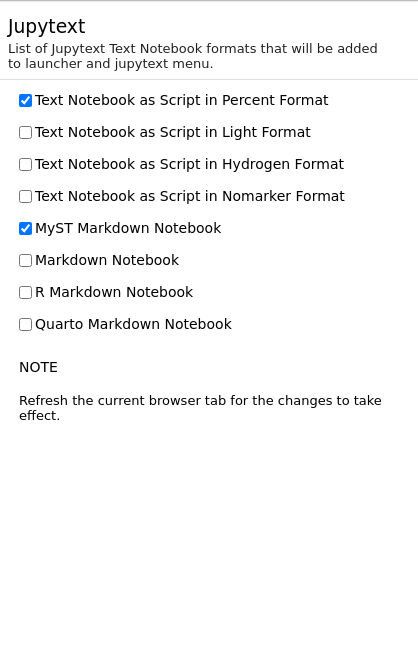 Jupytext
List of Jupytext Text Notebook formats that will be added
to launcher and jupytext menu.
Text Notebook as Script in Percent Format
Text Notebook as Script in Light Format
Text Notebook as Script in Hydrogen Format
Text Notebook as Script in Nomarker Format
MyST Markdown Notebook
Markdown Notebook
R Markdown Notebook
Quarto Markdown Notebook
NOTE
Refresh the current browser tab for the changes to take
effect.